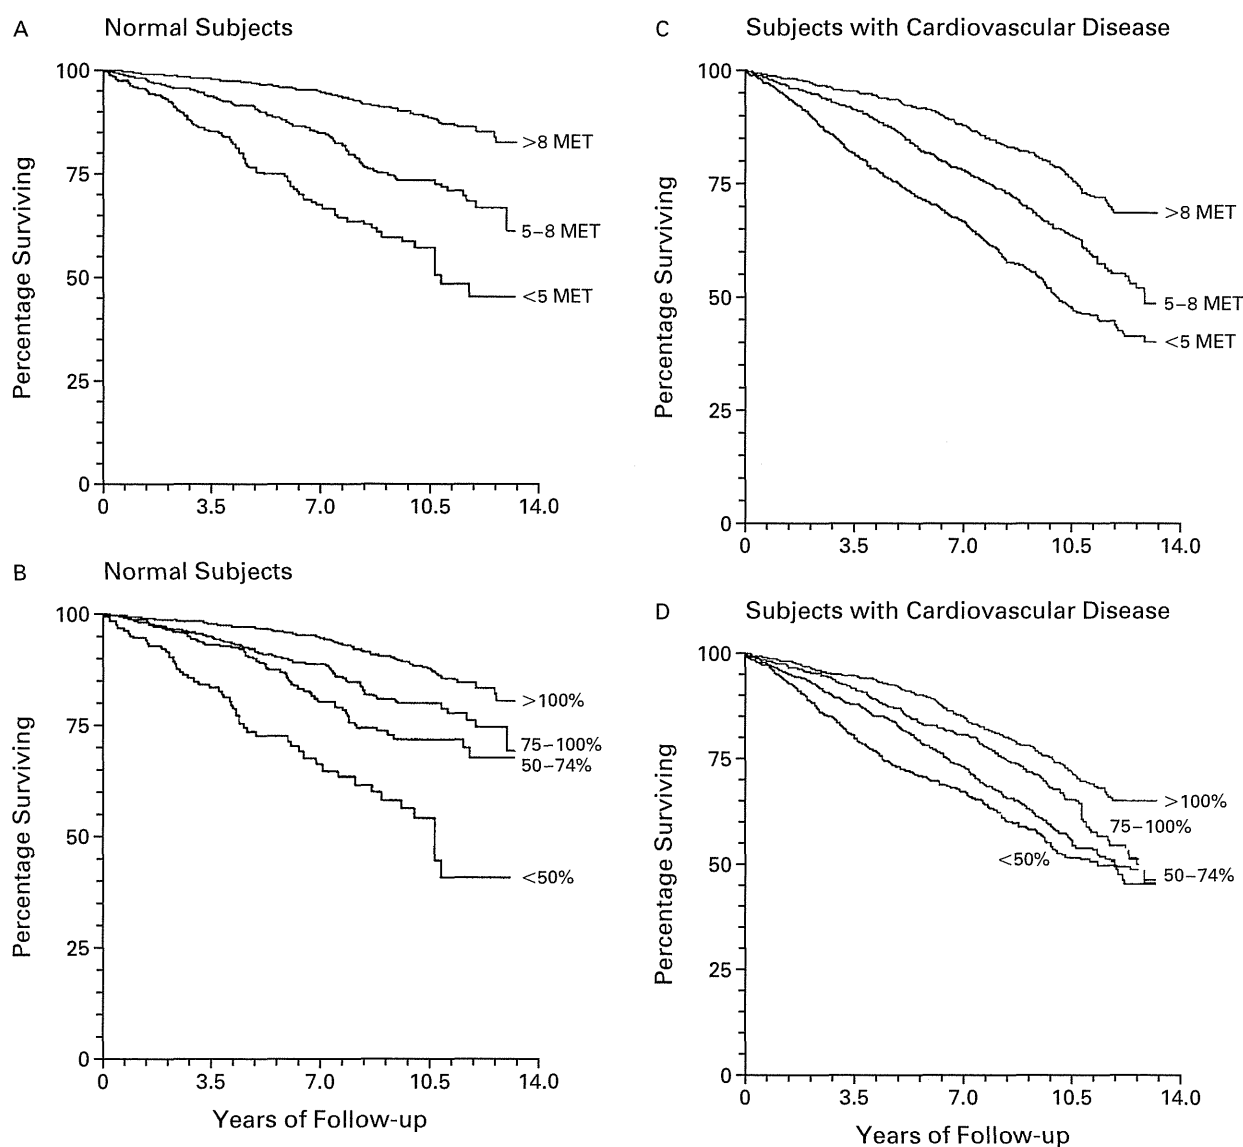 A Normal Subjects
Percentage Surviving
100
75
50
25
0
>8 MET
5–8 MET
<5 MET
0 3.5 7.0 10.5 14.0
B Normal Subjects
Percentage Surviving
100
75
50
25
0
>100%
75–100%
50–74%
<50%
0 3.5 7.0 10.5 14.0
Years of Follow-up
C Subjects with Cardiovascular Disease
Percentage Surviving
100
75
50
25
0
>8 MET
5–8 MET
<5 MET
0 3.5 7.0 10.5 14.0
D Subjects with Cardiovascular Disease
Percentage Surviving
100
75
50
25
0
>100%
75–100%
<50%
50–74%
0 3.5 7.0 10.5 14.0
Years of Follow-up